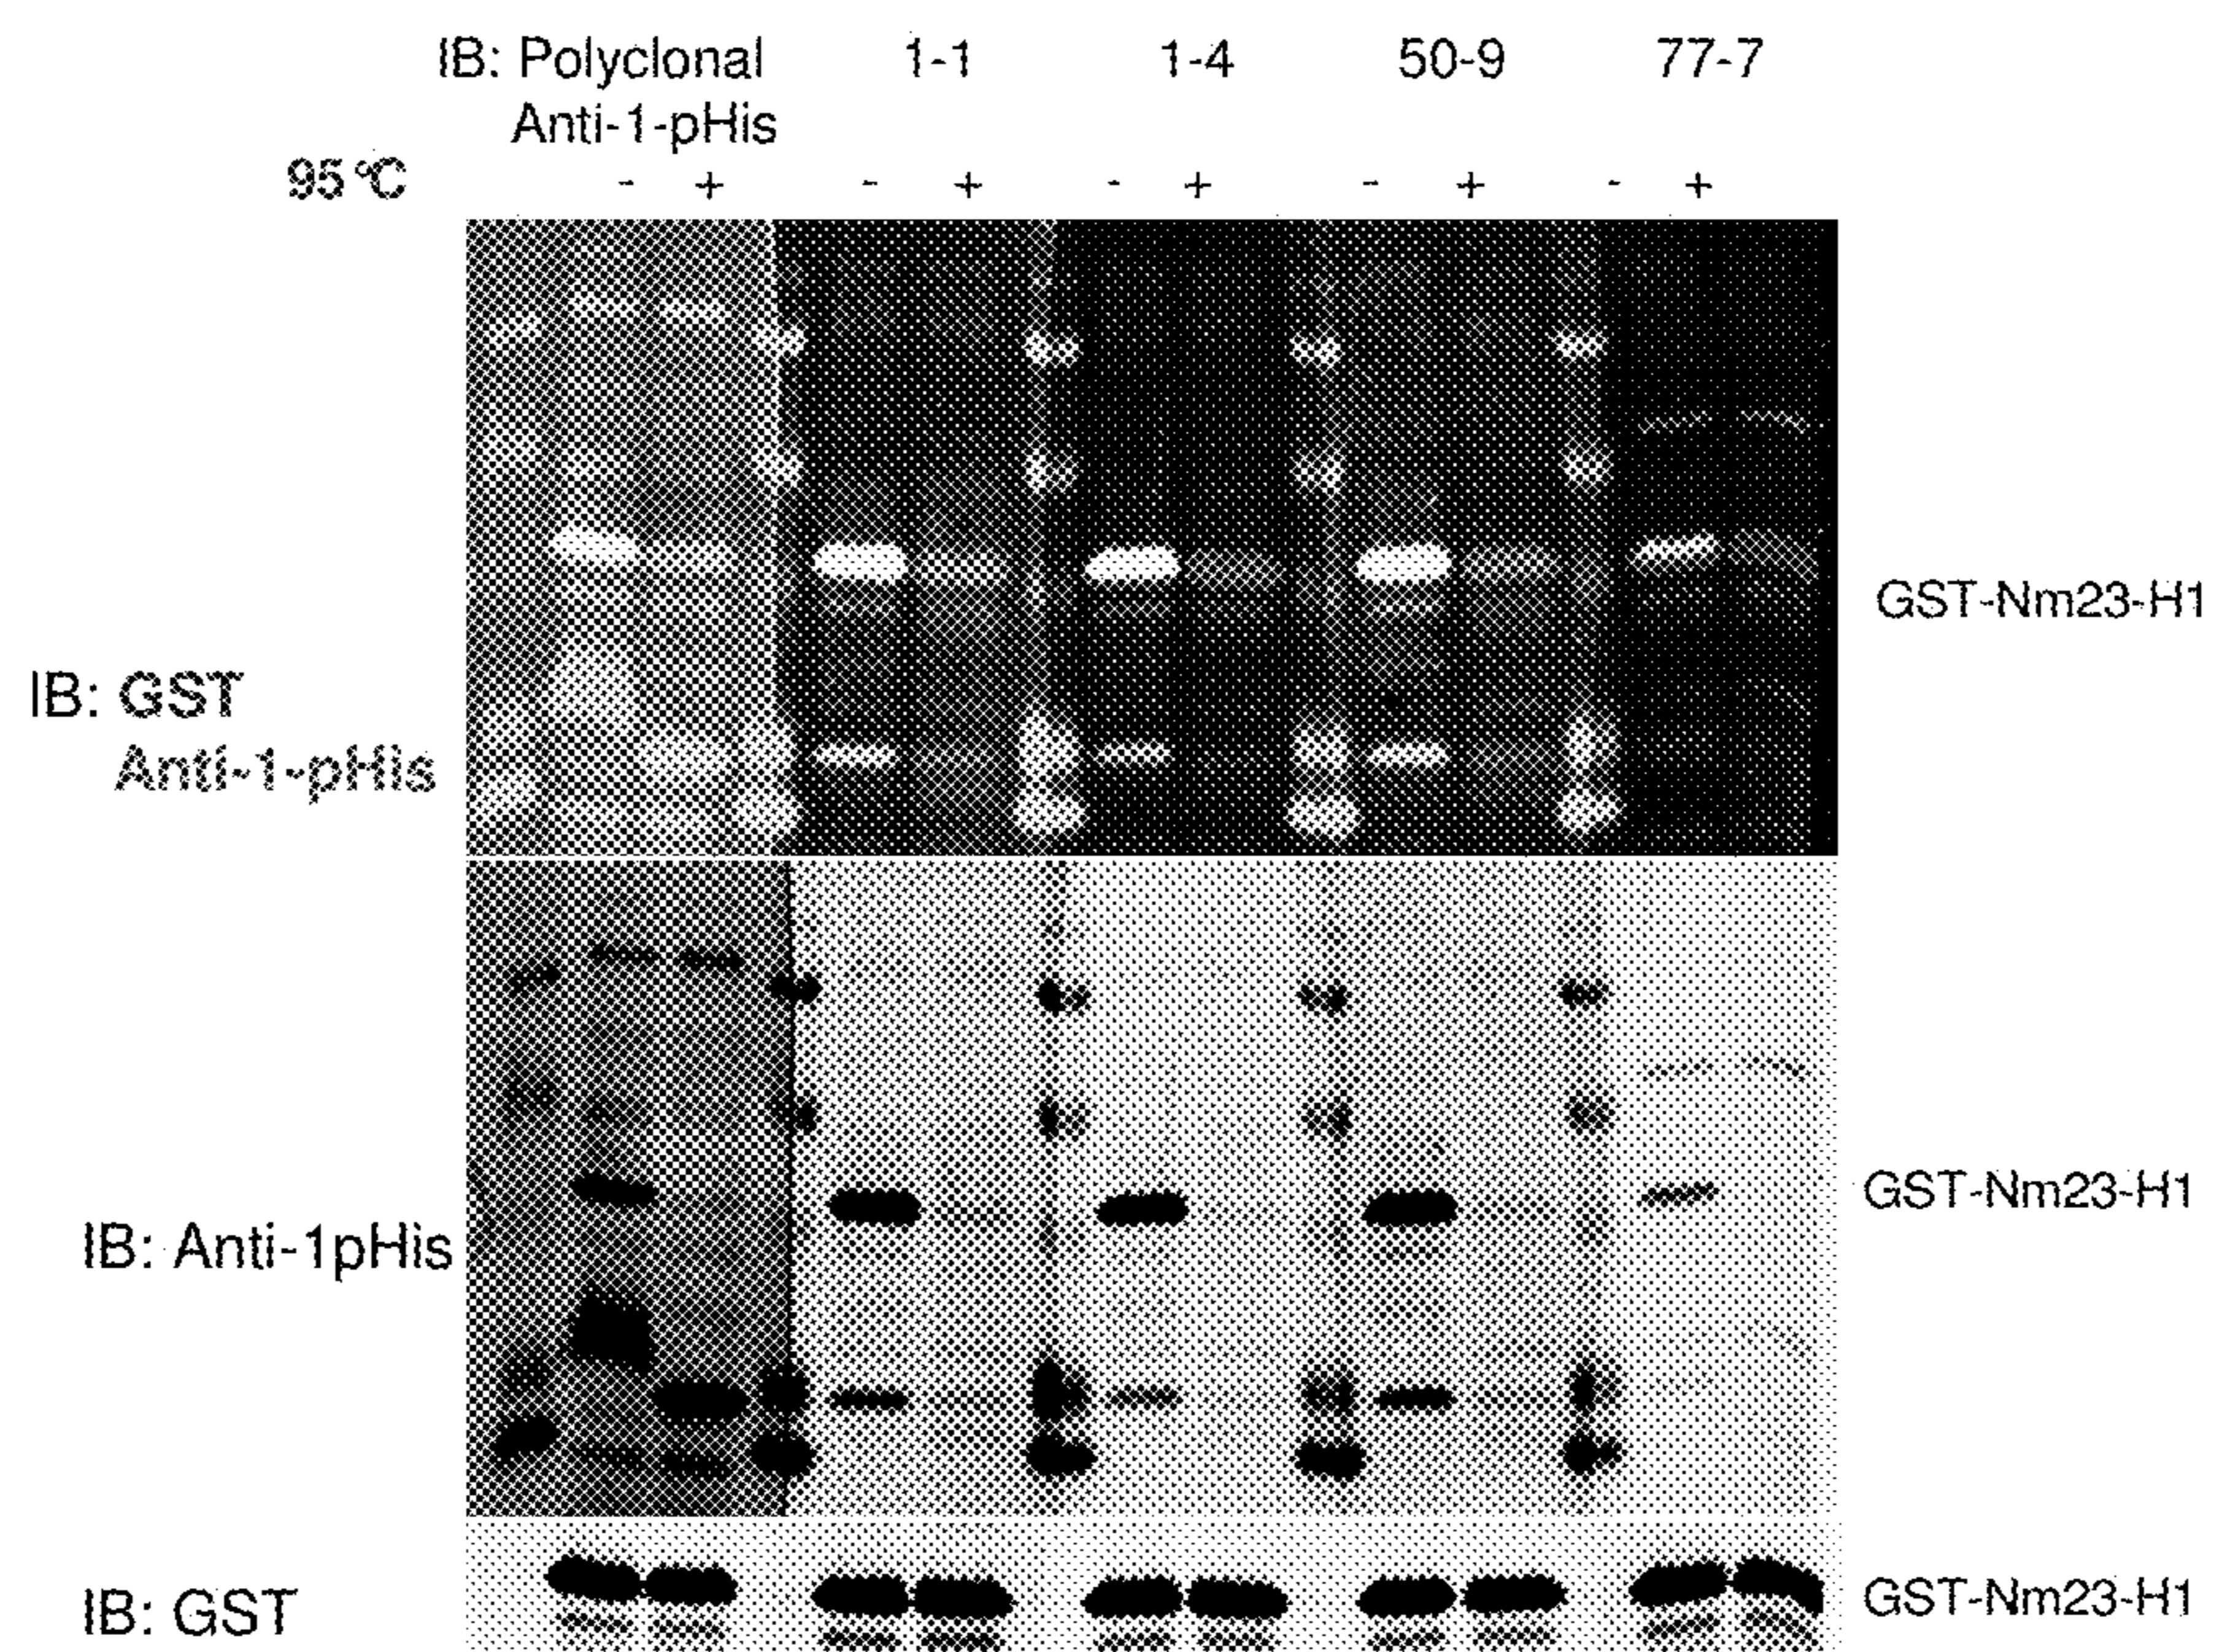 IB: Polyclonal 1-1 1-4 50-9 77-7
Anti-1-pHis
95°C - + - + - + - + - +
GST-Nm23-H1
IB: GST
Anti-1-pHis
GST-Nm23-H1
IB: Anti-1pHis
IB: GST GST-Nm23-H1